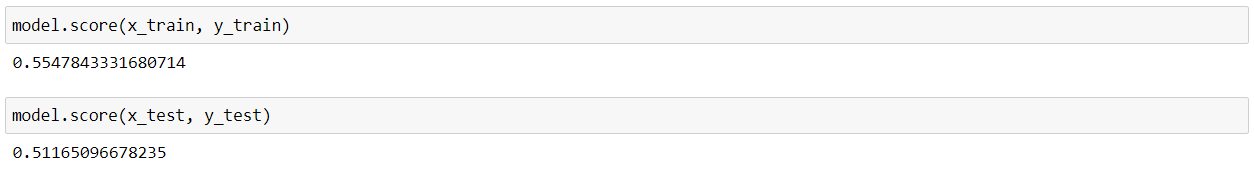 model.score(x_train, y_train)
0.5547843331680714
model.score(x_test, y_test)
0.51165096678235